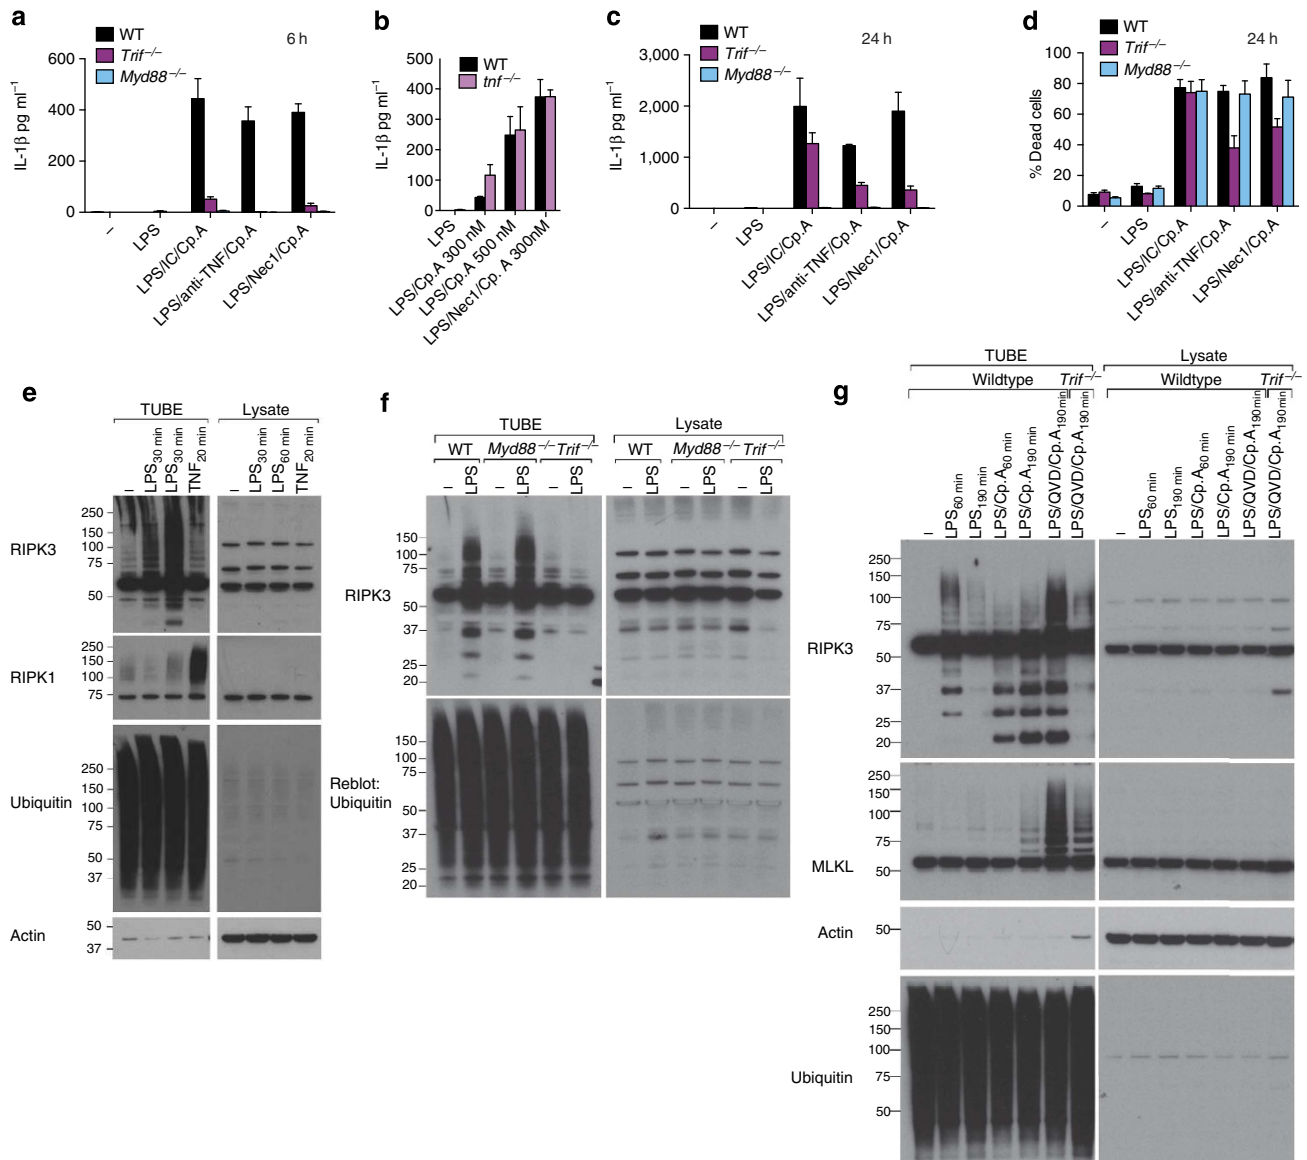 a
WT
Trif−/−
Myd88−/−
6 h
IL-1β pg ml−1
600
400
200
0
–
LPS
LPS/IC/Cp.A
LPS/anti-TNF/Cp.A
LPS/Nec1/Cp.A
b
WT
tnf−/−
IL-1β pg ml−1
500
400
300
200
100
0
LPS
LPS/Cp.A 300 nM
LPS/Cp.A 500 nM
LPS/Nec1/Cp. A 300nM
c
WT
Trif−/−
Myd88−/−
24 h
IL-1β pg ml−1
3,000
2,000
1,000
0
–
LPS
LPS/IC/Cp.A
LPS/anti-TNF/Cp.A
LPS/Nec1/Cp.A
d
WT
Trif−/−
Myd88−/−
24 h
% Dead cells
100
80
60
40
20
0
–
LPS
LPS/IC/Cp.A
LPS/anti-TNF/Cp.A
LPS/Nec1/Cp.A
e
TUBE
Lysate
–
LPS30 min
LPS30 min
TNF20 min
–
LPS30 min
LPS60 min
TNF20 min
RIPK3
250
150
100
75
50
RIPK1
250
150
75
Ubiquitin
250
150
100
75
50
37
Actin
50
37
f
TUBE
Lysate
WT
Myd88−/−
Trif−/−
WT
Myd88−/−
Trif−/−
–
LPS
–
LPS
–
LPS
–
LPS
–
LPS
–
LPS
RIPK3
150
75
50
37
25
20
Reblot:
Ubiquitin
150
100
75
50
37
25
20
g
TUBE
Lysate
Wildtype
Trif−/−
Wildtype
Trif−/−
–
LPS60 min
LPS190 min
LPS/Cp.A60 min
LPS/Cp.A190 min
LPS/QVD/Cp.A190 min
LPS/QVD/Cp.A190 min
–
LPS60 min
LPS190 min
LPS/Cp.A60 min
LPS/Cp.A190 min
LPS/QVD/Cp.A190 min
LPS/QVD/Cp.A190 min
RIPK3
250
150
100
75
50
37
25
20
MLKL
250
150
100
75
50
Actin
50
Ubiquitin
250
150
100
75
50